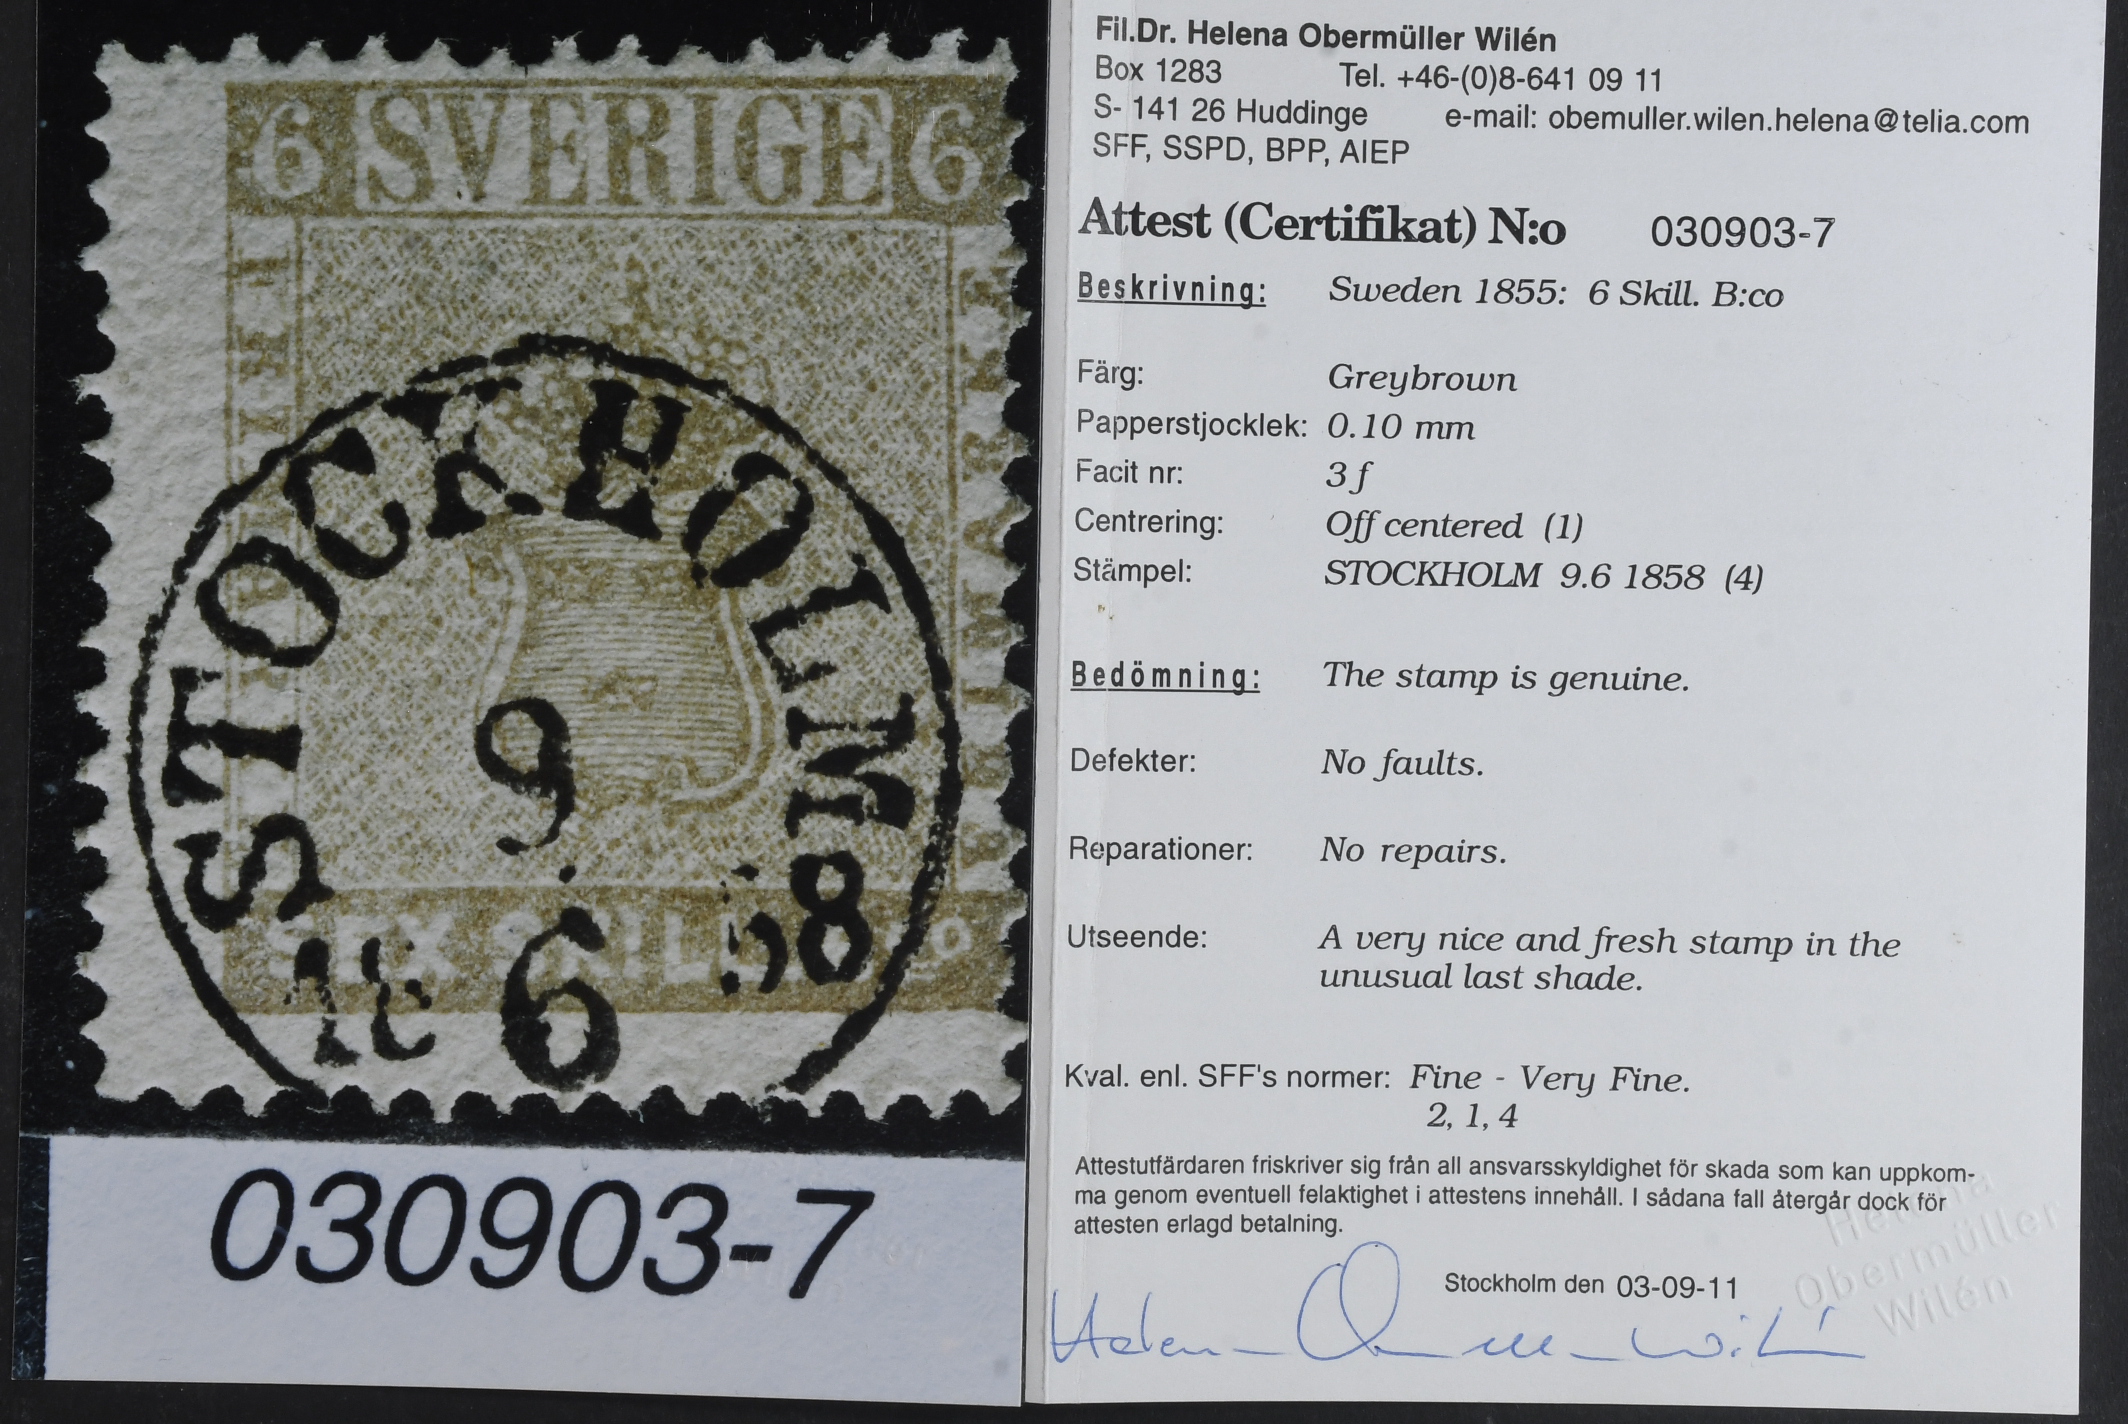 6 SVERIGE 6
STOCKHOLM
9
6
58
SEX SKILL
030903-7
Fil.Dr. Helena Obermüller Wilén
Box 1283 Tel. +46-(0)8-641 09 11
S- 141 26 Huddinge e-mail: obemuller.wilen.helena@telia.com
SFF, SSPD, BPP, AIEP
Attest (Certifikat) N:o 030903-7
Beskrivning: Sweden 1855: 6 Skill. B:co
Färg: Greybrown
Papperstjocklek: 0.10 mm
Facit nr: 3 f
Centrering: Off centered (1)
Stämpel: STOCKHOLM 9.6 1858 (4)
Bedömning: The stamp is genuine.
Defekter: No faults.
Reparationer: No repairs.
Utseende: A very nice and fresh stamp in the
unusual last shade.
Kval. enl. SFF's normer: Fine - Very Fine.
2, 1, 4
Attestutfärdaren friskriver sig från all ansvarsskyldighet för skada som kan uppkom-
ma genom eventuell felaktighet i attestens innehåll. I sådana fall återgår dock för
attesten erlagd betalning.
Stockholm den 03-09-11
Helena
Obermüller
Wilén